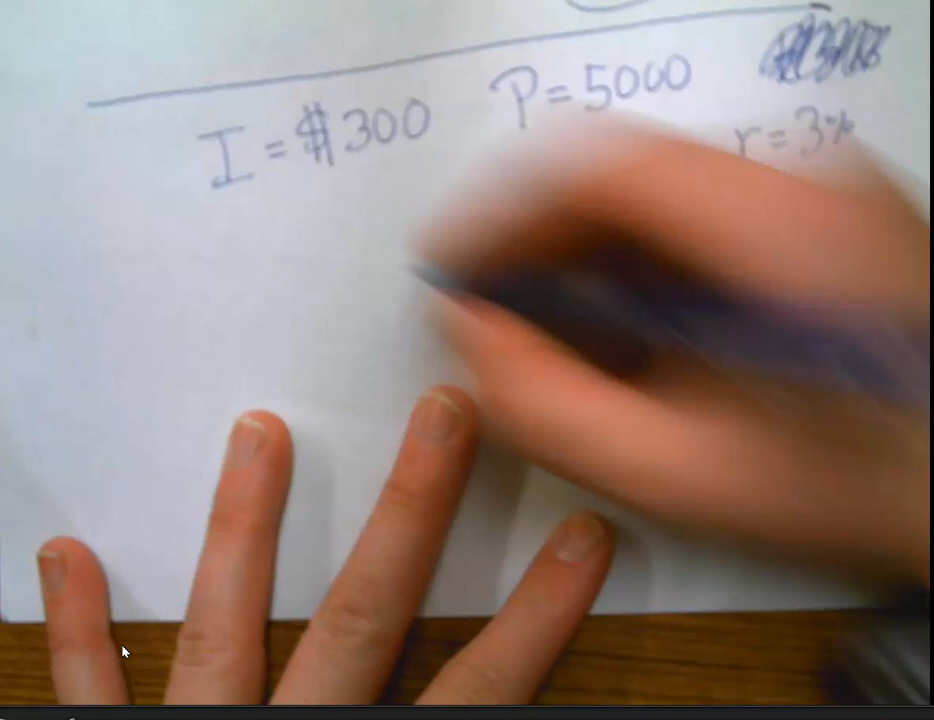 I = $300 P = 5000
r = 3%